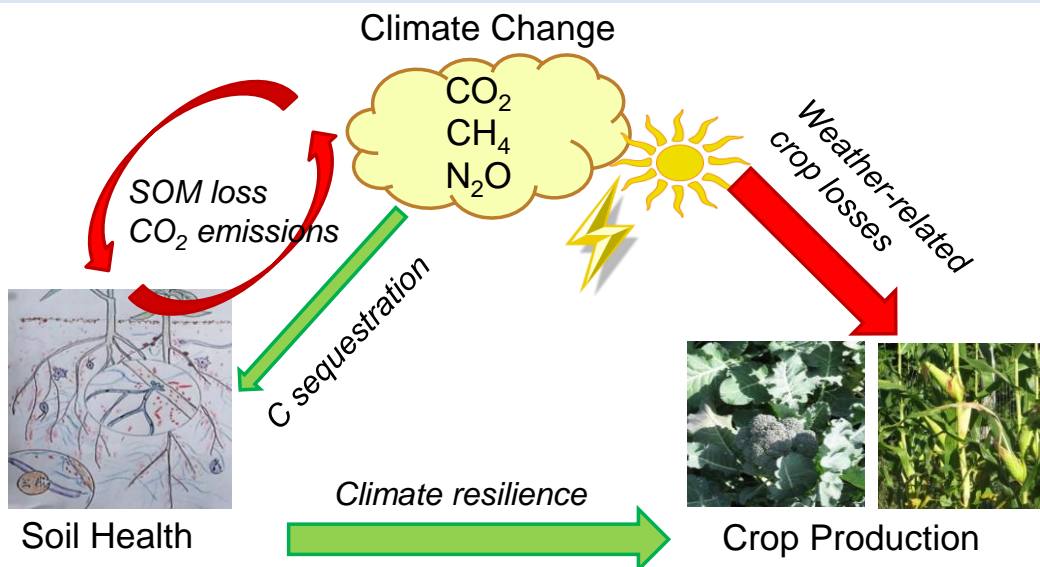 Climate Change
CO₂
CH₄
N₂O
SOM loss
CO₂ emissions
Weather-related
crop losses
C sequestration
Climate resilience
Soil Health
Crop Production